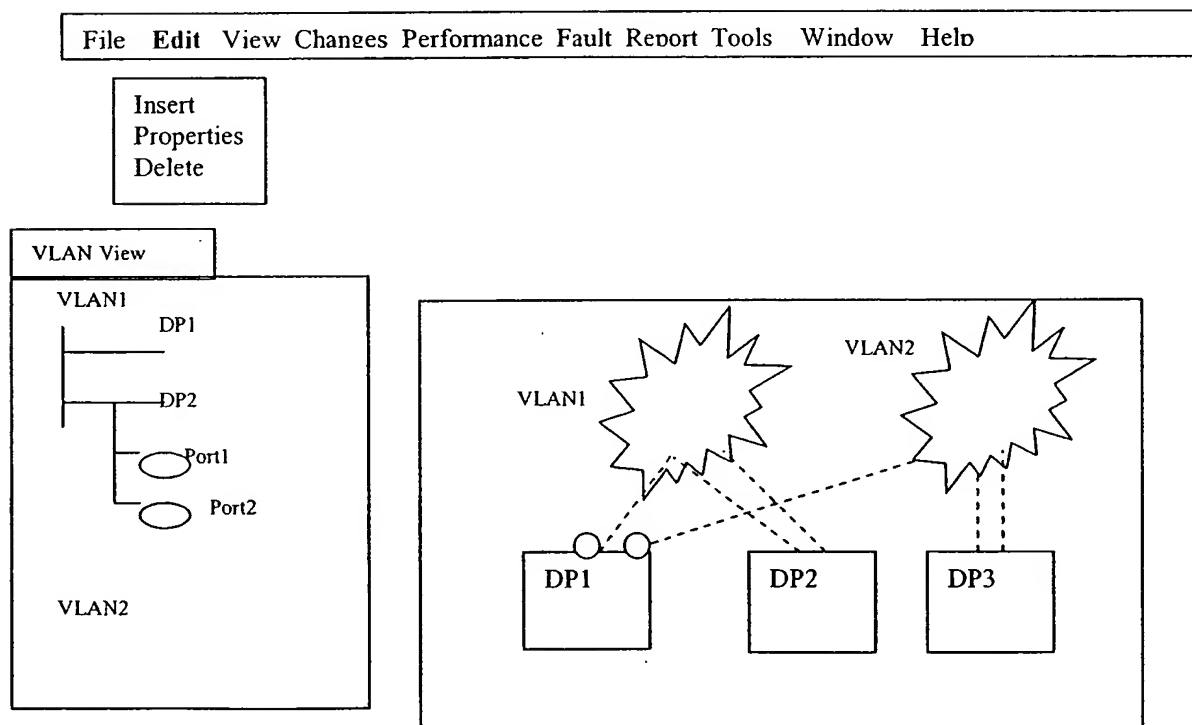 File Edit View Changes Performance Fault Report Tools Window Help
Insert
Properties
Delete
VLAN View
VLAN1
DP1
DP2
Port1
Port2
VLAN2
VLAN1
VLAN2
DP1
DP2
DP3